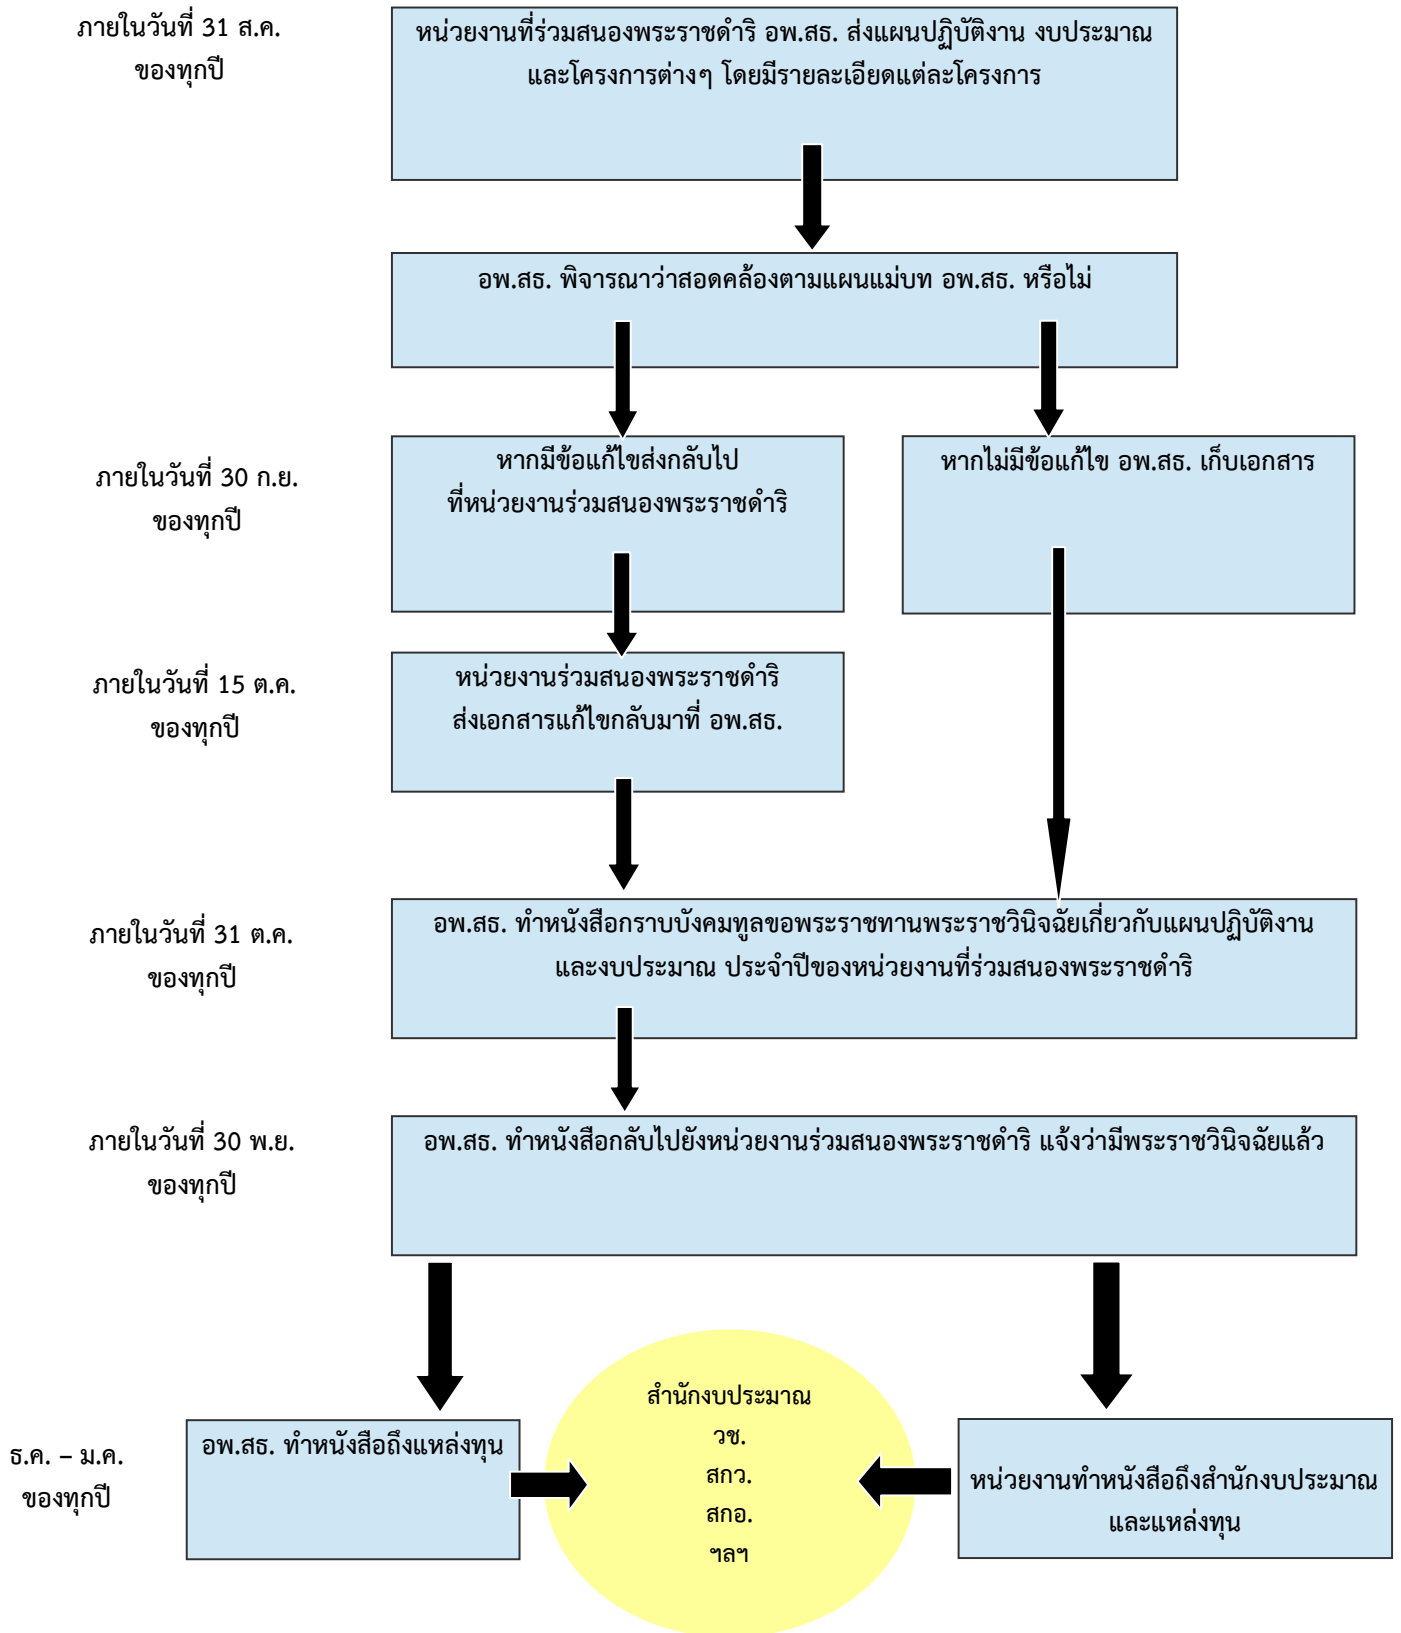 ภายในวันที่ 31 ส.ค.
ของทุกปี
หน่วยงานที่ร่วมสนองพระราชดำริ อพ.สธ. ส่งแผนปฏิบัติงาน งบประมาณ
และโครงการต่างๆ โดยมีรายละเอียดแต่ละโครงการ
อพ.สธ. พิจารณาว่าสอดคล้องตามแผนแม่บท อพ.สธ. หรือไม่
ภายในวันที่ 30 ก.ย.
ของทุกปี
หากมีข้อแก้ไขส่งกลับไป
ที่หน่วยงานร่วมสนองพระราชดำริ
หากไม่มีข้อแก้ไข อพ.สธ. เก็บเอกสาร
ภายในวันที่ 15 ต.ค.
ของทุกปี
หน่วยงานร่วมสนองพระราชดำริ
ส่งเอกสารแก้ไขกลับมาที่ อพ.สธ.
ภายในวันที่ 31 ต.ค.
ของทุกปี
อพ.สธ. ทำหนังสือกราบบังคมทูลขอพระราชทานพระราชวินิจฉัยเกี่ยวกับแผนปฏิบัติงาน
และงบประมาณ ประจำปีของหน่วยงานที่ร่วมสนองพระราชดำริ
ภายในวันที่ 30 พ.ย.
ของทุกปี
อพ.สธ. ทำหนังสือกลับไปยังหน่วยงานร่วมสนองพระราชดำริ แจ้งว่ามีพระราชวินิจฉัยแล้ว
ธ.ค. – ม.ค.
ของทุกปี
อพ.สธ. ทำหนังสือถึงแหล่งทุน
สำนักงบประมาณ
วช.
สกว.
สกอ.
ฯลฯ
หน่วยงานทำหนังสือถึงสำนักงบประมาณ
และแหล่งทุน